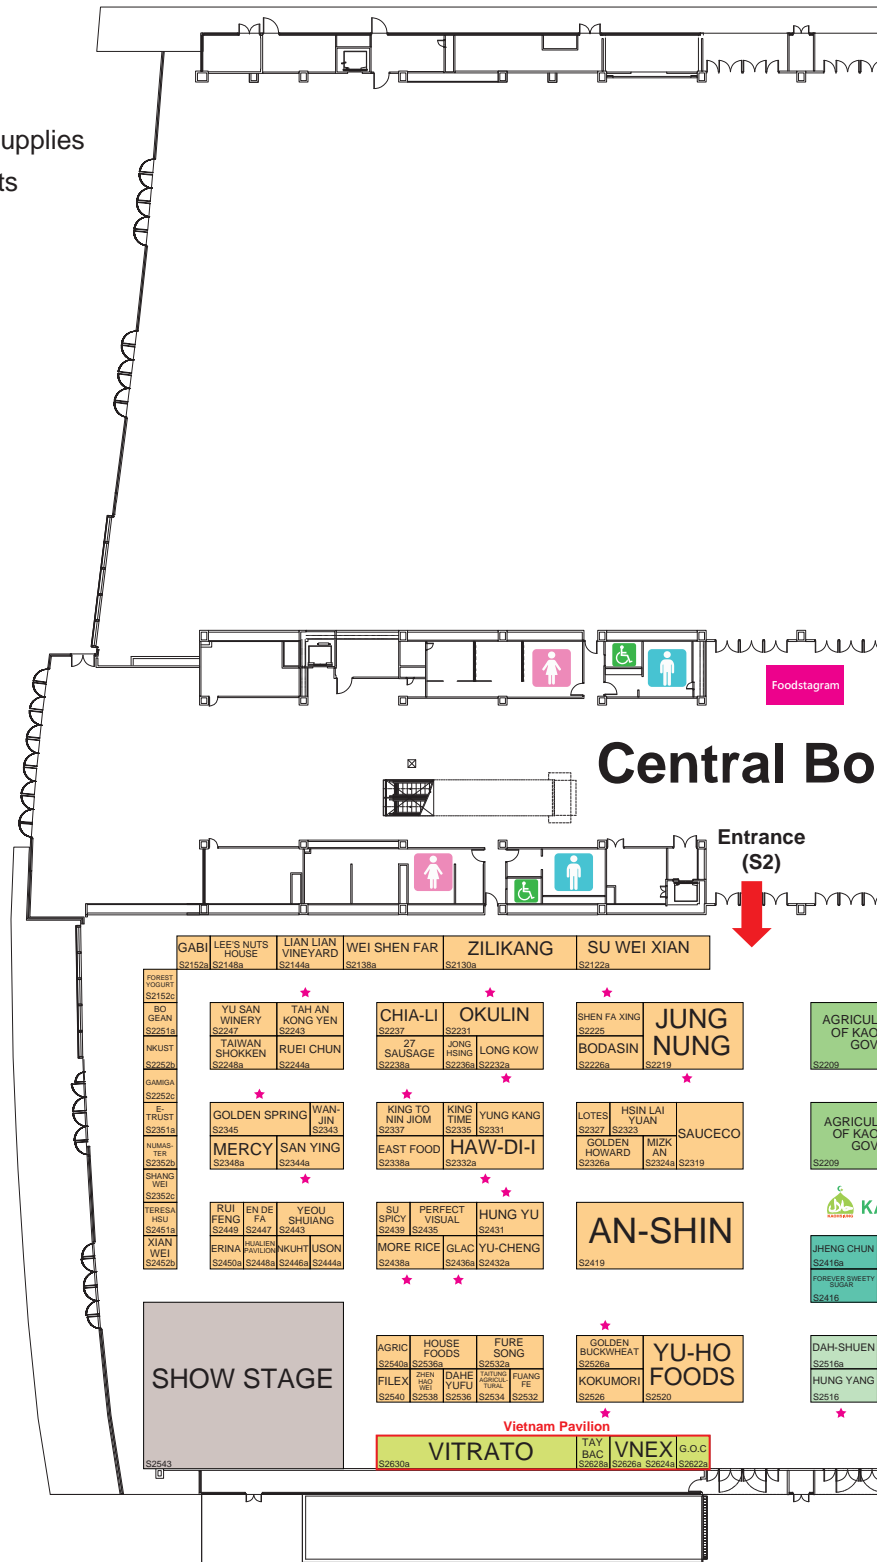 upplies
ts
Foodstagram
Central Bo
Entrance
(S2)
GABI
S2152a
LEE'S NUTS
HOUSE
S2148a
LIAN LIAN
VINEYARD
S2144a
WEI SHEN FAR
S2138a
ZILIKANG
S2130a
SU WEI XIAN
S2122a
FOREST
YOGURT
S2152c
BO
GEAN
S2251a
NKUST
S2252b
GAMIGA
S2252c
E-
TRUST
S2351a
NUMAS-
TER
S2352b
SHANG
WEI
S2352c
TERESA
HSU
S2451a
XIAN
WEI
S2452b
YU SAN
WINERY
S2247
TAH AN
KONG YEN
S2243
TAIWAN
SHOKKEN
S2248a
RUEI CHUN
S2244a
CHIA-LI
S2237
OKULIN
S2231
27
SAUSAGE
S2238a
JONG
HSING
S2236a
LONG KOW
S2232a
SHEN FA XING
S2225
BODASIN
S2226a
JUNG
NUNG
S2219
AGRICUL
OF KAO
GOV
S2209
GOLDEN SPRING
S2345
WAN-
JIN
S2343
MERCY
S2348a
SAN YING
S2344a
KING TO
NIN JIOM
S2337
KING
TIME
S2335
YUNG KANG
S2331
EAST FOOD
S2338a
HAW-DI-I
S2332a
LOTES
S2327
HSIN LAI
YUAN
S2323
GOLDEN
HOWARD
S2326a
MIZK
AN
S2324a
SAUCECO
S2319
AGRICUL
OF KAO
GOV
S2209
RUI
FENG
S2449
EN DE
FA
S2447
YEOU
SHUIANG
S2443
ERINA
S2450a
HUALIEN
PAVILION
S2448a
NKUHT
S2446a
USON
S2444a
SU
SPICY
S2439
PERFECT
VISUAL
S2435
HUNG YU
S2431
MORE RICE
S2438a
GLAC
S2436a
YU-CHENG
S2432a
AN-SHIN
S2419
KA
JHENG CHUN
S2416a
FOREVER SWEETY
SUGAR
S2416
SHOW STAGE
S2543
AGRIC
S2540a
HOUSE
FOODS
S2536a
FURE
SONG
S2532a
FILEX
S2540
ZHEN
HAO
WEI
S2538
DAHE
YUFU
S2536
TAITUNG
AGRICUL-
TURAL
S2534
FUANG
FE
S2532
GOLDEN
BUCKWHEAT
S2526a
KOKUMORI
S2526
YU-HO
FOODS
S2520
DAH-SHUEN
S2516a
HUNG YANG
S2516
Vietnam Pavilion
VITRATO
S2630a
TAY
BAC
S2628a
VNEX
S2626a
S2624a
G.O.C
S2622a